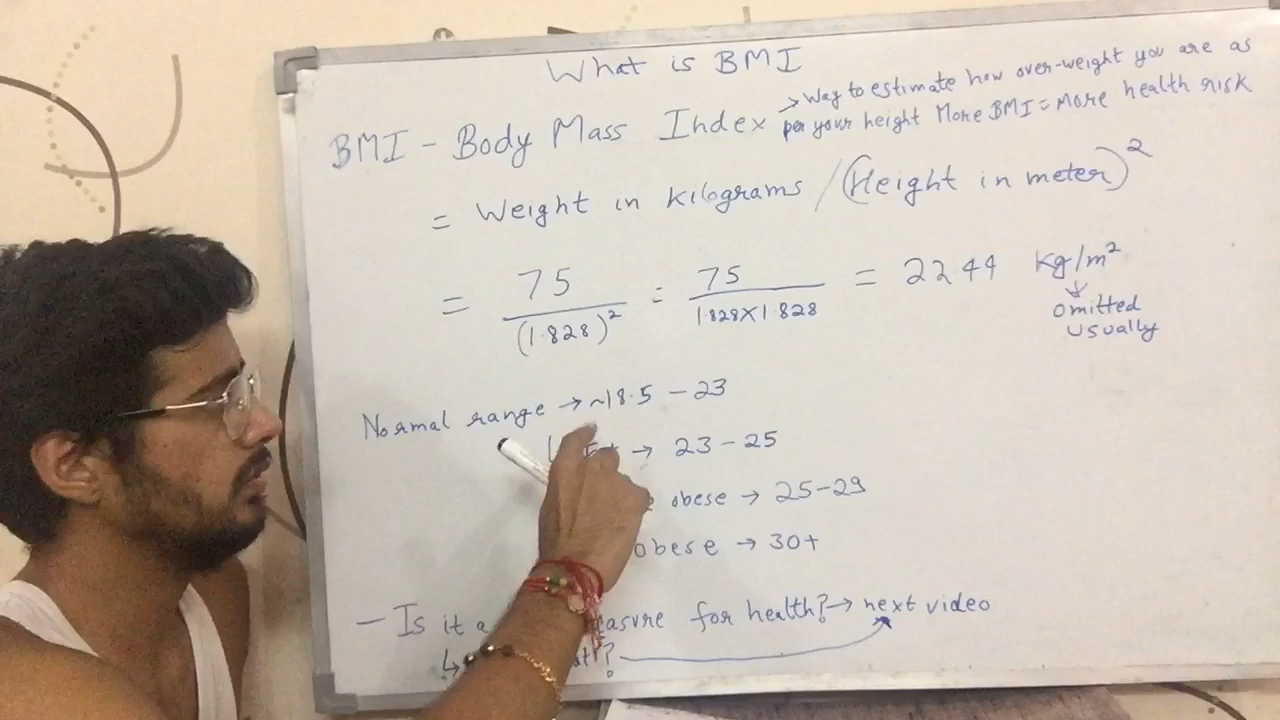 What is BMI
BMI - Body Mass Index → Way to estimate how over-weight you are as
per your height More BMI = More health risk
= Weight in kilograms / (Height in meter)²
= 75 / (1.828)² = 75 / 1.828 X 1.828 = 22.44 kg/m²
↓
omitted
usually
Normal range → ~18.5 - 23
→ 23 - 25
obese → 25-29
obese → 30+
- Is it a measure for health? → next video
↳ ?